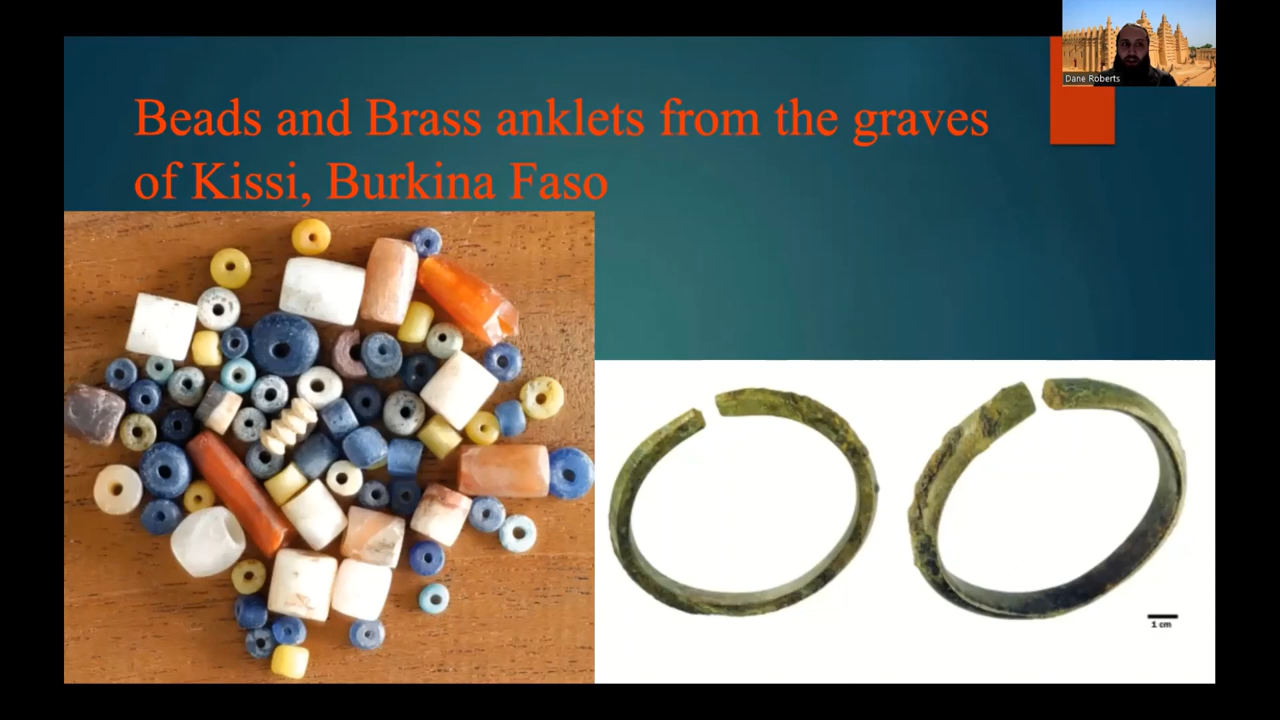 Dane Roberts
Beads and Brass anklets from the graves
of Kissi, Burkina Faso
1 cm